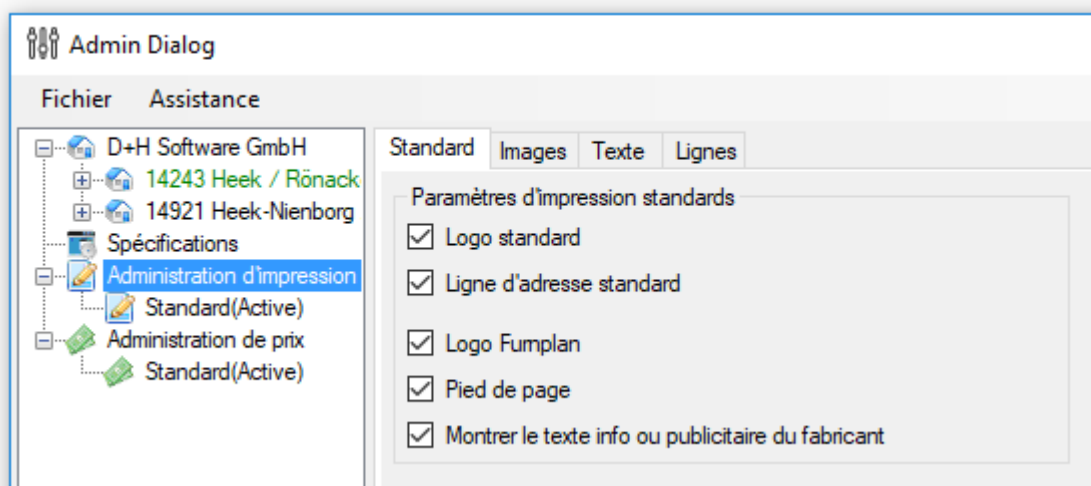 Admin Dialog
Fichier Assistance
D+H Software GmbH
14243 Heek / Rönack
14921 Heek-Nienborg
Spécifications
Administration d'impression
Standard(Active)
Administration de prix
Standard(Active)
Standard Images Texte Lignes
Paramètres d'impression standards
Logo standard
Ligne d'adresse standard
Logo Furnplan
Pied de page
Montrer le texte info ou publicitaire du fabricant